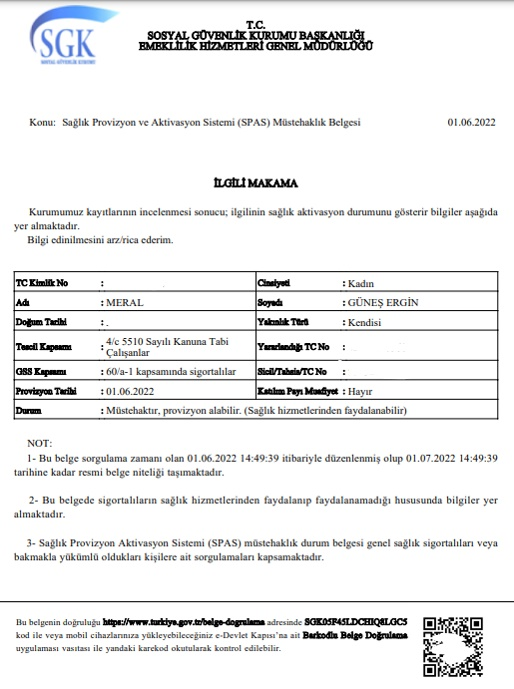 SGK
SOSYAL GÜVENLİK KURUMU
T.C.
SOSYAL GÜVENLİK KURUMU BAŞKANLIĞI
EMEKLİLİK HİZMETLERİ GENEL MÜDÜRLÜĞÜ
Konu: Sağlık Provizyon ve Aktivasyon Sistemi (SPAS) Müstehaklık Belgesi 01.06.2022
İLGİLİ MAKAMA
Kurumumuz kayıtlarının incelenmesi sonucu; ilgilinin sağlık aktivasyon durumunu gösterir bilgiler aşağıda
yer almaktadır.
Bilgi edinilmesini arz/rica ederim.
TC Kimlik No : Cinsiyeti : Kadın
Adı : MERAL Soyadı : GÜNEŞ ERGİN
Doğum Tarihi : . Yakınlık Türü : Kendisi
Tescil Kapsamı : 4/c 5510 Sayılı Kanuna Tabi
Çalışanlar Yararlandığı TC No :
GSS Kapsamı : 60/a-1 kapsamında sigortalılar Sicil/Tahsis/TC No :
Provizyon Tarihi : 01.06.2022 Katılım Payı Muafiyet : Hayır
Durum : Müstehaktır, provizyon alabilir. (Sağlık hizmetlerinden faydalanabilir)
NOT:
1- Bu belge sorgulama zamanı olan 01.06.2022 14:49:39 itibariyle düzenlenmiş olup 01.07.2022 14:49:39
tarihine kadar resmi belge niteliği taşımaktadır.
2- Bu belgede sigortalıların sağlık hizmetlerinden faydalanıp faydalanamadığı hususunda bilgiler yer
almaktadır.
3- Sağlık Provizyon Aktivasyon Sistemi (SPAS) müstehaklık durum belgesi genel sağlık sigortalıları veya
bakmakla yükümlü oldukları kişilere ait sorgulamaları kapsamaktadır.
Bu belgenin doğruluğu https://www.turkiye.gov.tr/belge-dogrulama adresinde SGK05F45LDCHIQ8LGC5
kod ile veya mobil cihazlarınıza yükleyebileceğiniz e-Devlet Kapısı'na ait Barkodlu Belge Doğrulama
uygulaması vasıtası ile yandaki karekod okutularak kontrol edilebilir.